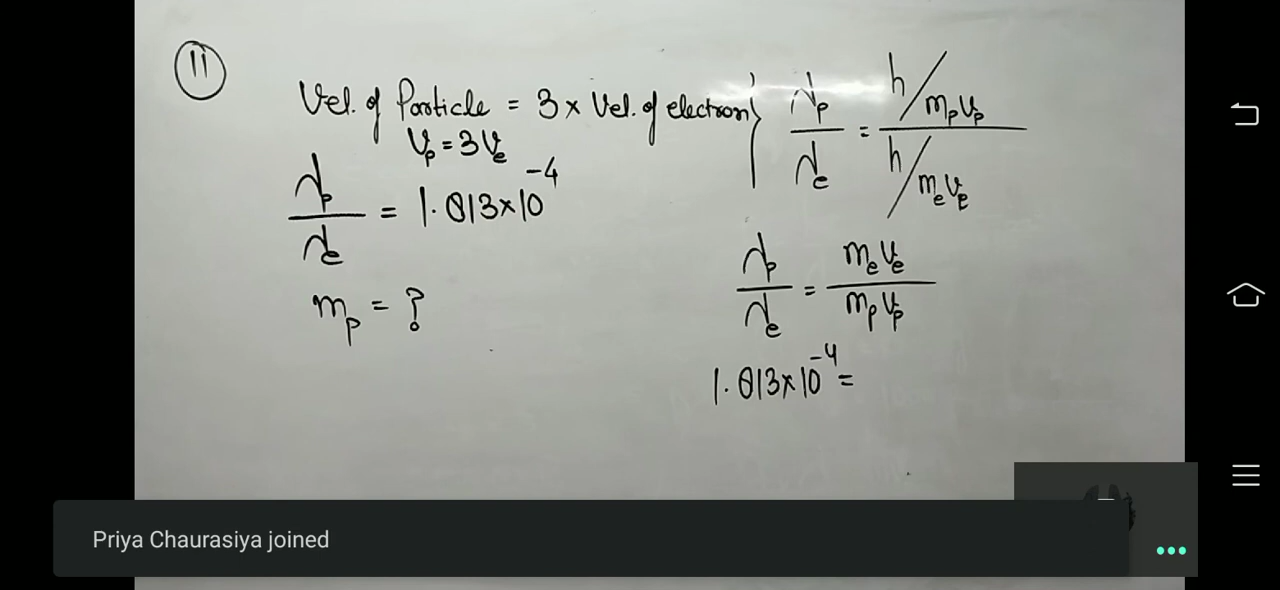 11
Vel. of Particle = 3 x Vel. of electron
Vp = 3Ve
λp/λe = 1.813×10^-4
mp = ?
λp/λe = (h/mpvp)/(h/meve)
λp/λe = meve/mpvp
1.813×10^-4 =
Priya Chaurasiya joined